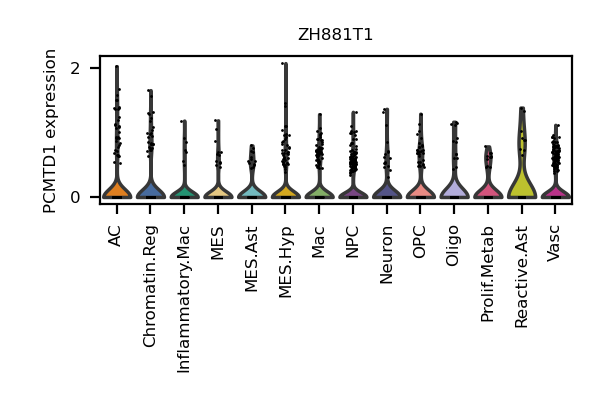 ZH881T1
PCMTD1 expression
2
0
AC
Chromatin.Reg
Inflammatory.Mac
MES
MES.Ast
MES.Hyp
Mac
NPC
Neuron
OPC
Oligo
Prolif.Metab
Reactive.Ast
Vasc